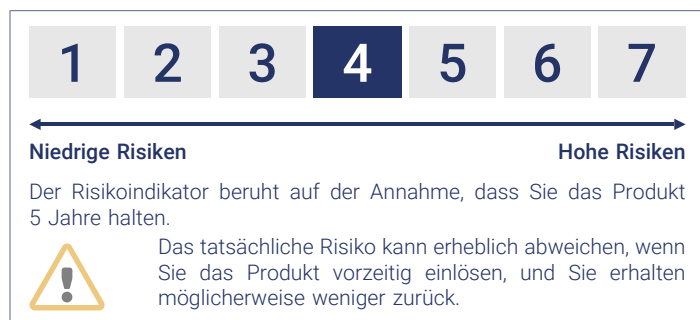 1 2 3 4 5 6 7
Niedrige Risiken Hohe Risiken
Der Risikoindikator beruht auf der Annahme, dass Sie das Produkt
5 Jahre halten.
Das tatsächliche Risiko kann erheblich abweichen, wenn
Sie das Produkt vorzeitig einlösen, und Sie erhalten
möglicherweise weniger zurück.